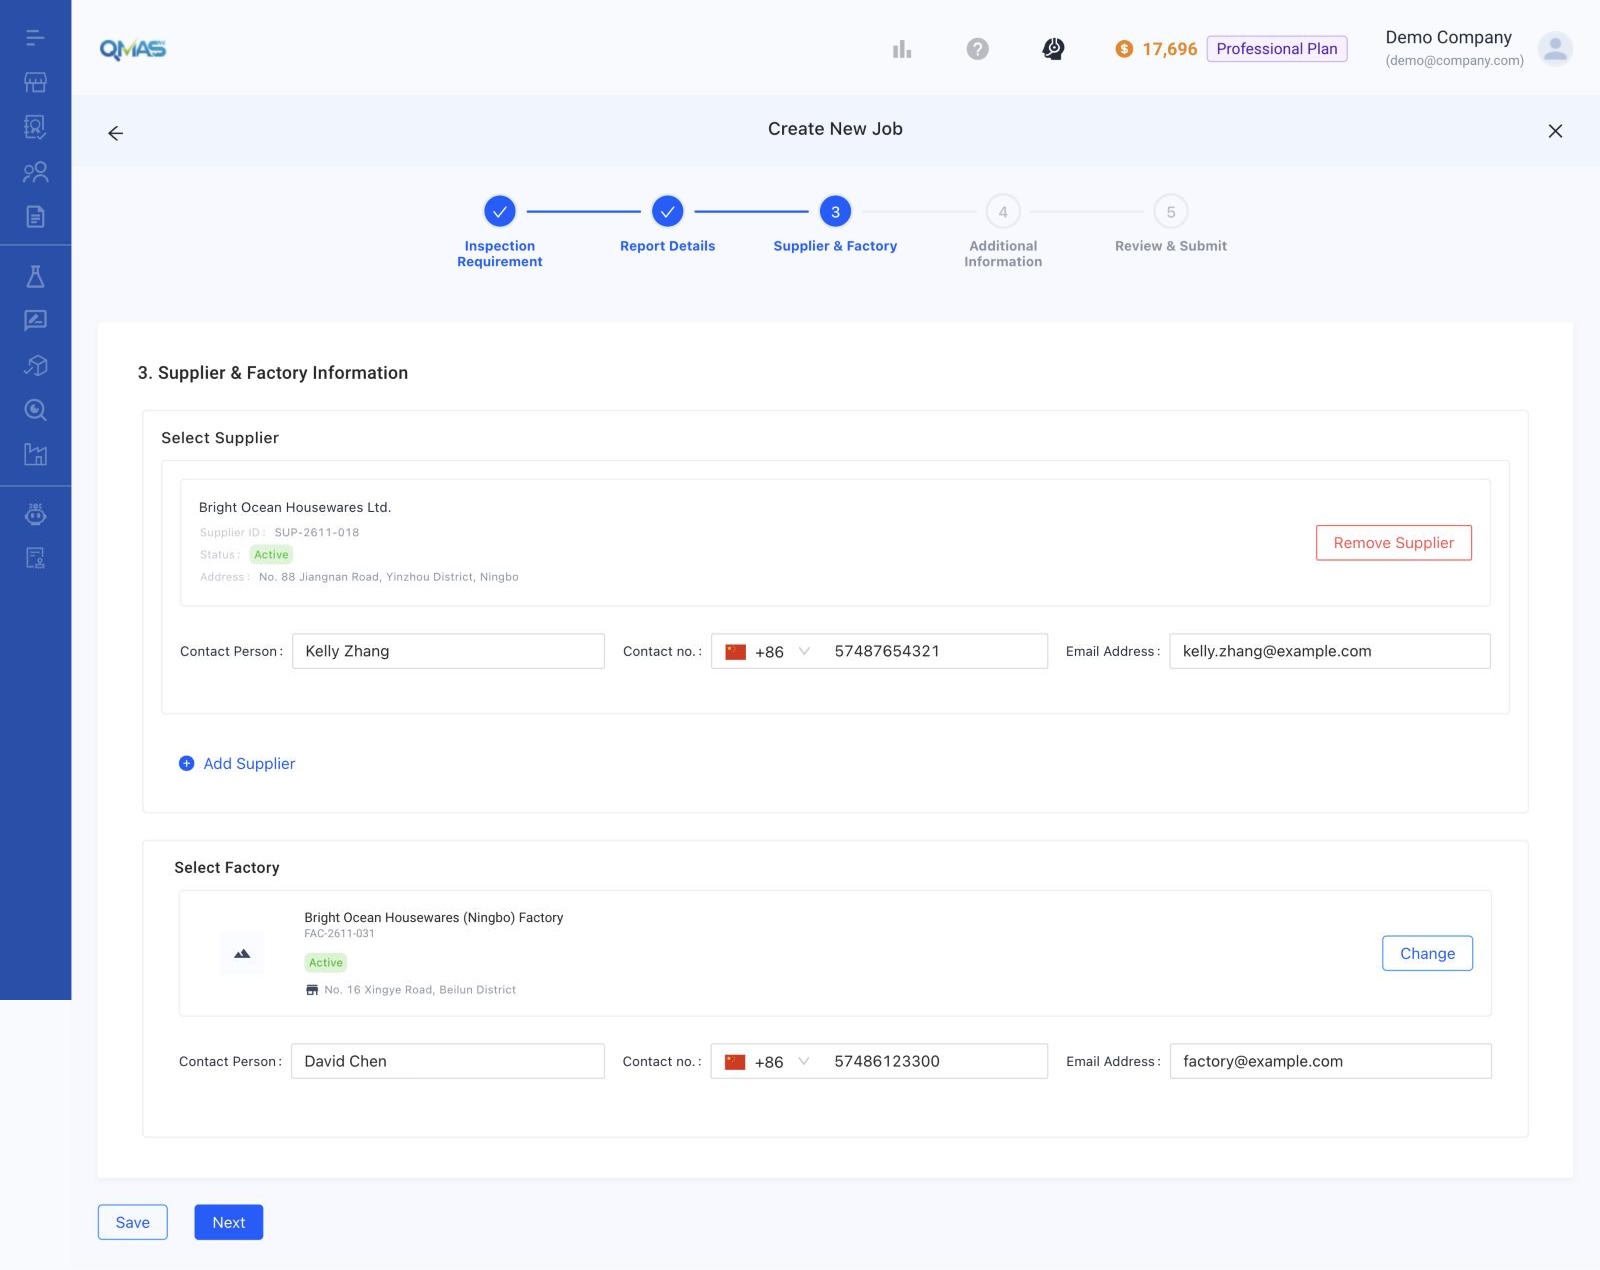 QMAS
$ 17,696
Professional Plan
Demo Company
(demo@company.com)
Create New Job
3
4
5
Inspection
Requirement
Report Details
Supplier & Factory
Additional
Information
Review & Submit
3. Supplier & Factory Information
Select Supplier
Bright Ocean Housewares Ltd.
Supplier ID : SUP-2611-018
Status : Active
Address : No. 88 Jiangnan Road, Yinzhou District, Ningbo
Remove Supplier
Contact Person : Kelly Zhang
Contact no. : +86 57487654321
Email Address : kelly.zhang@example.com
Add Supplier
Select Factory
Bright Ocean Housewares (Ningbo) Factory
FAC-2611-031
Active
No. 16 Xingye Road, Beilun District
Change
Contact Person : David Chen
Contact no. : +86 57486123300
Email Address : factory@example.com
Save
Next